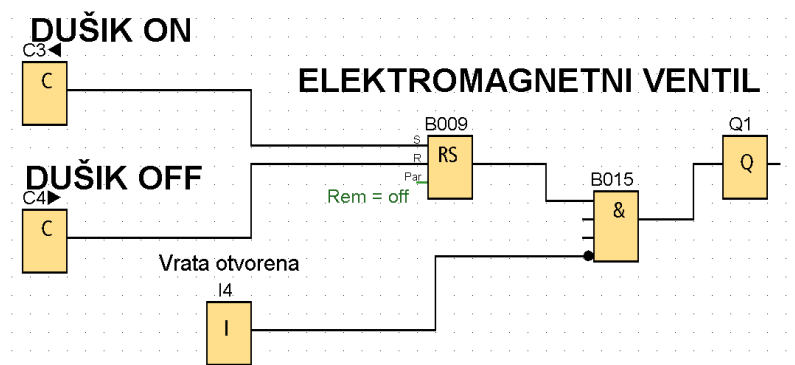 DUŠIK ON
C3◄
C
ELEKTROMAGNETNI VENTIL
B009
S
R
Par
RS
Rem = off
Q1
Q
DUŠIK OFF
C4►
C
B015
&
Vrata otvorena
I4
I